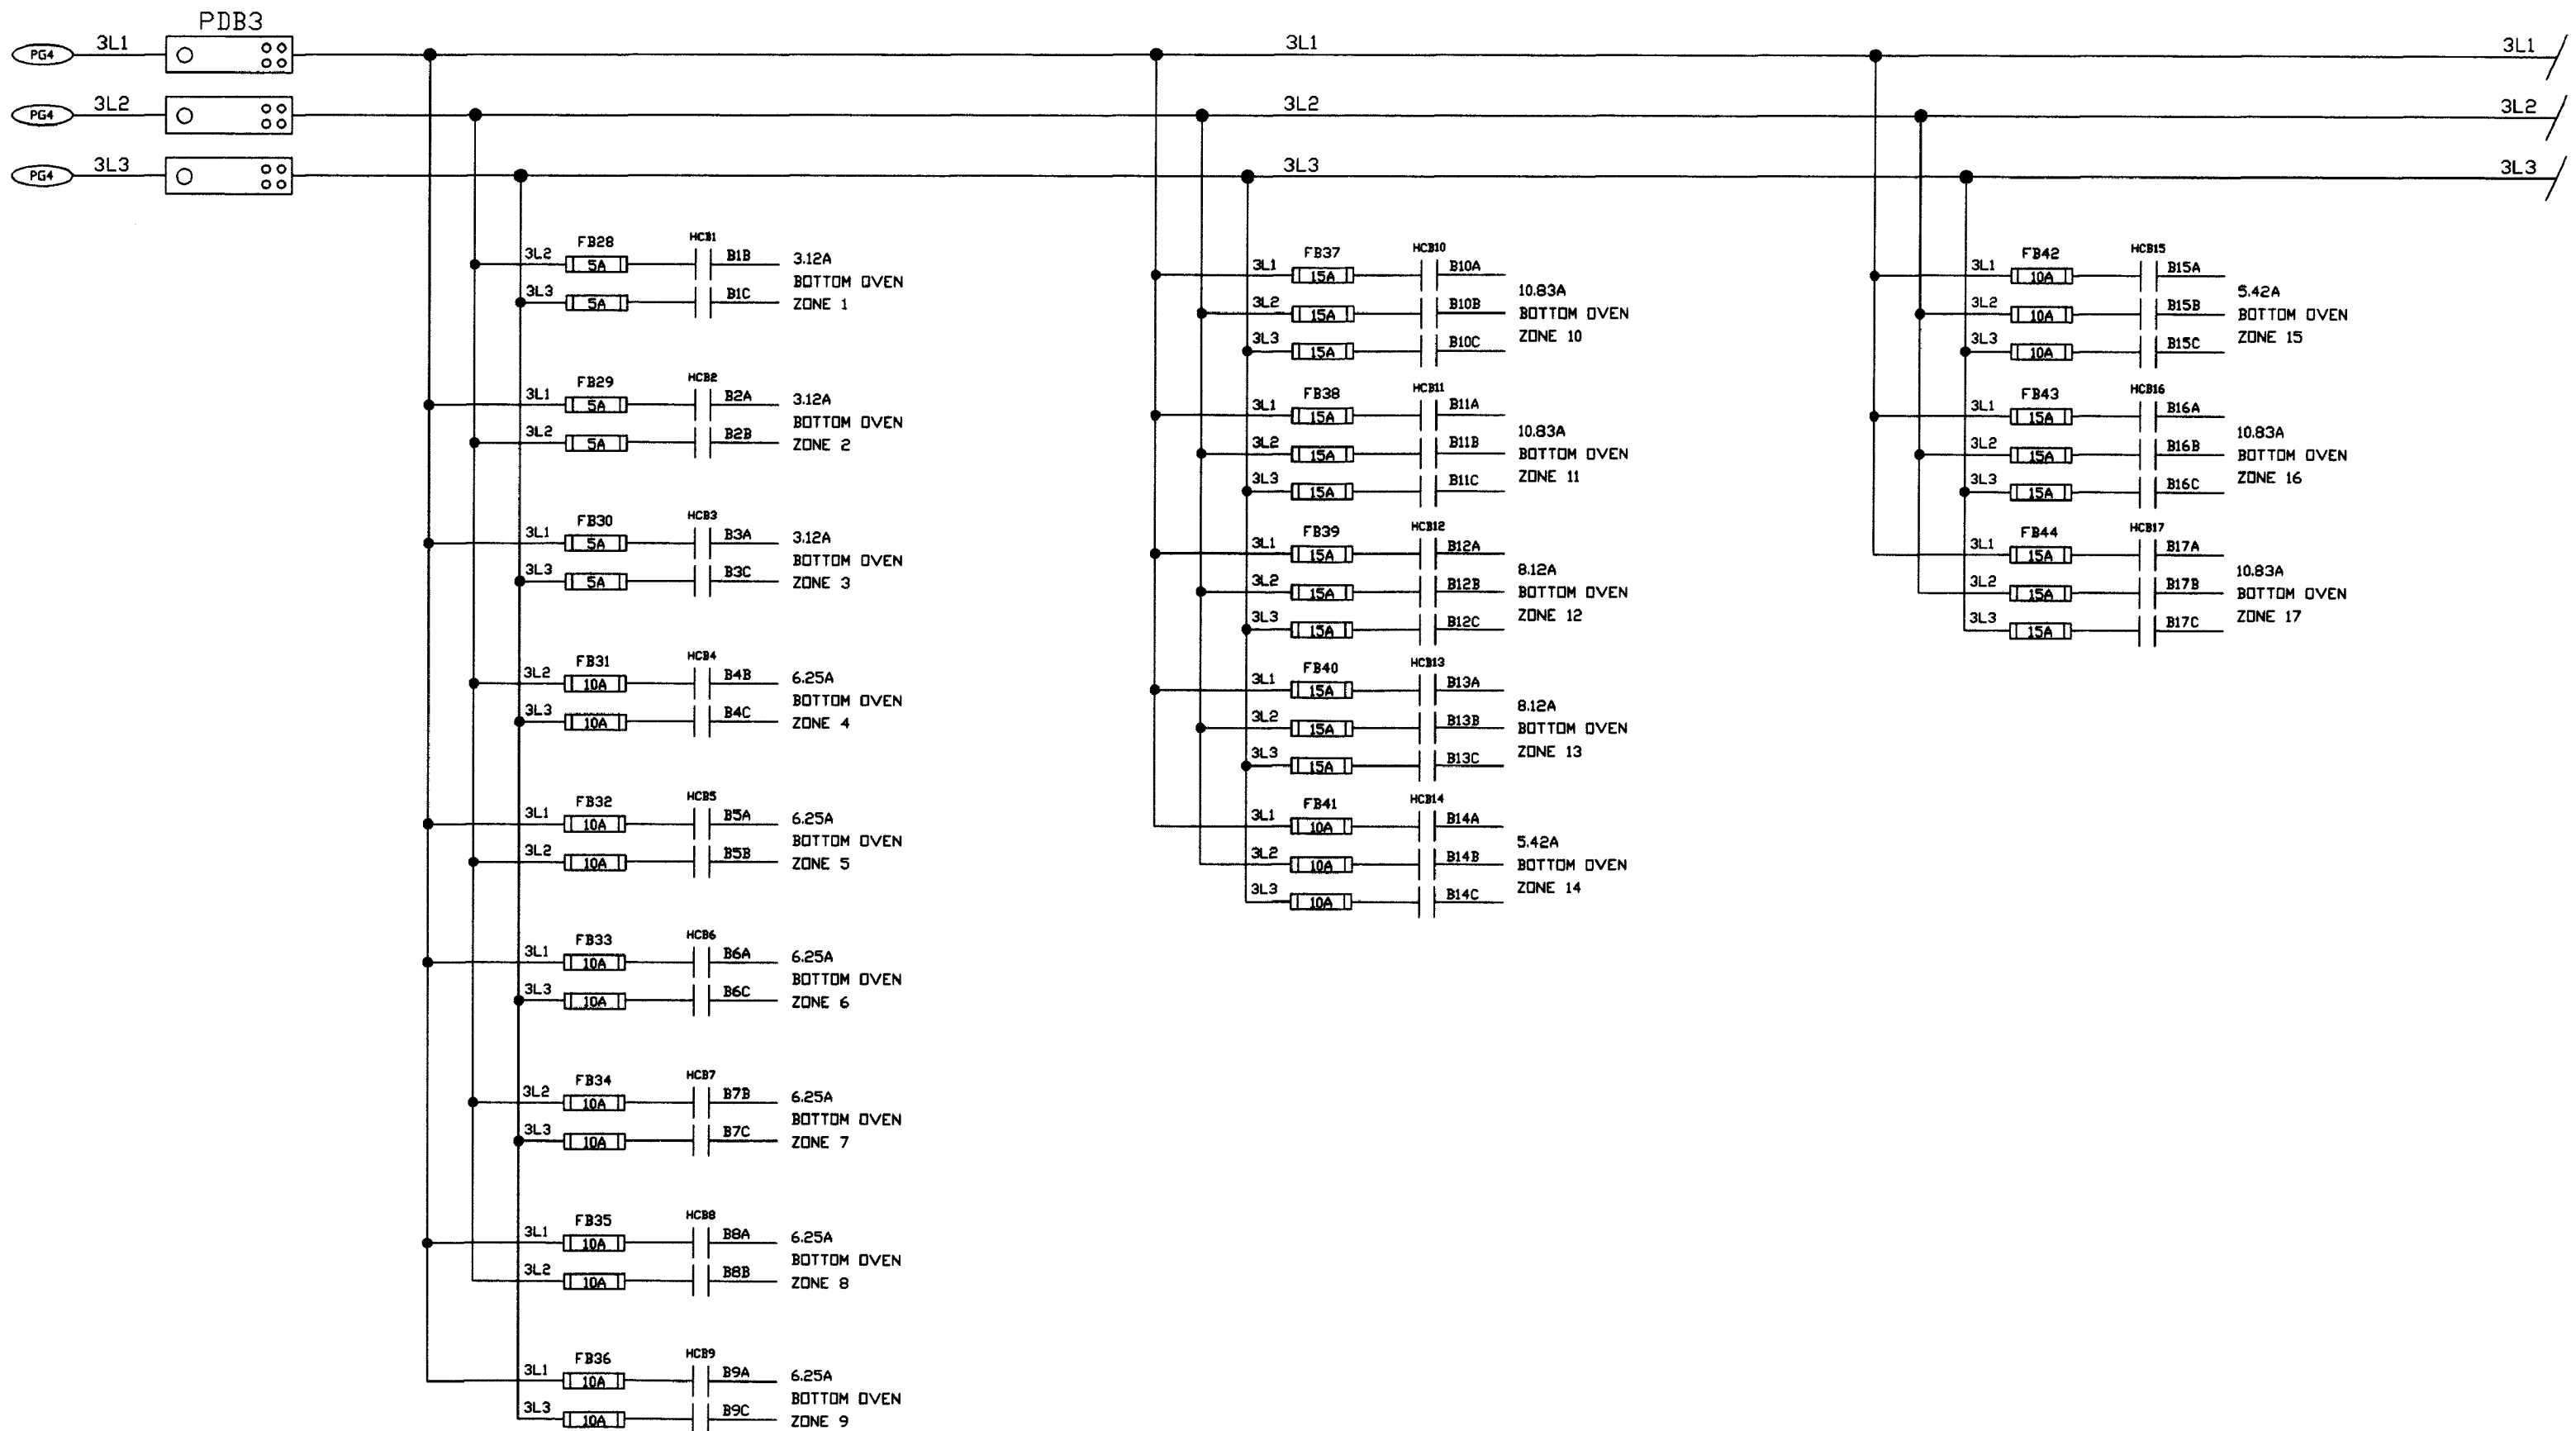 PDB3
PG4 3L1 3L1 3L1
PG4 3L2 3L2 3L2
PG4 3L3 3L3 3L3
FB28 HCB1
3L2 5A B1B 3.12A
BOTTOM OVEN
3L3 5A B1C ZONE 1
FB29 HCB2
3L1 5A B2A 3.12A
BOTTOM OVEN
3L2 5A B2B ZONE 2
FB30 HCB3
3L1 5A B3A 3.12A
BOTTOM OVEN
3L3 5A B3C ZONE 3
FB31 HCB4
3L2 10A B4B 6.25A
BOTTOM OVEN
3L3 10A B4C ZONE 4
FB32 HCB5
3L1 10A B5A 6.25A
BOTTOM OVEN
3L2 10A B5B ZONE 5
FB33 HCB6
3L1 10A B6A 6.25A
BOTTOM OVEN
3L3 10A B6C ZONE 6
FB34 HCB7
3L2 10A B7B 6.25A
BOTTOM OVEN
3L3 10A B7C ZONE 7
FB35 HCB8
3L1 10A B8A 6.25A
BOTTOM OVEN
3L2 10A B8B ZONE 8
FB36 HCB9
3L1 10A B9A 6.25A
BOTTOM OVEN
3L3 10A B9C ZONE 9
FB37 HCB10
3L1 15A B10A
10.83A
3L2 15A B10B BOTTOM OVEN
ZONE 10
3L3 15A B10C
FB38 HCB11
3L1 15A B11A
10.83A
3L2 15A B11B BOTTOM OVEN
ZONE 11
3L3 15A B11C
FB39 HCB12
3L1 15A B12A
8.12A
3L2 15A B12B BOTTOM OVEN
ZONE 12
3L3 15A B12C
FB40 HCB13
3L1 15A B13A
8.12A
3L2 15A B13B BOTTOM OVEN
ZONE 13
3L3 15A B13C
FB41 HCB14
3L1 10A B14A
5.42A
3L2 10A B14B BOTTOM OVEN
ZONE 14
3L3 10A B14C
FB42 HCB15
3L1 10A B15A
5.42A
3L2 10A B15B BOTTOM OVEN
ZONE 15
3L3 10A B15C
FB43 HCB16
3L1 15A B16A
10.83A
3L2 15A B16B BOTTOM OVEN
ZONE 16
3L3 15A B16C
FB44 HCB17
3L1 15A B17A
10.83A
3L2 15A B17B BOTTOM OVEN
ZONE 17
3L3 15A B17C